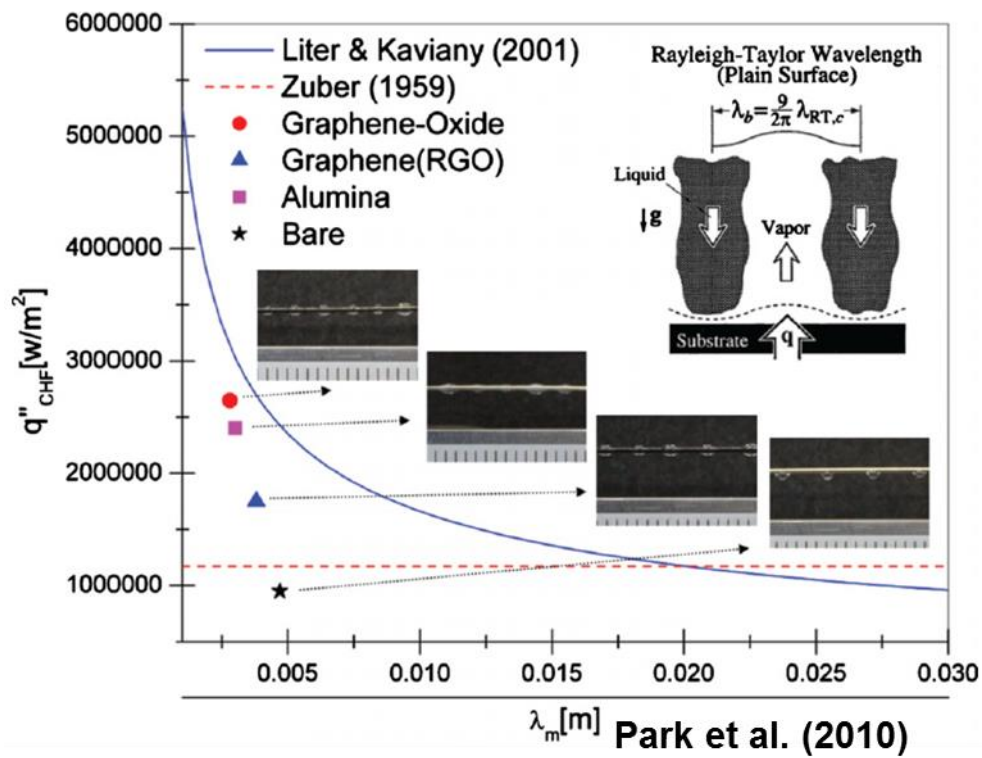 6000000
5000000
4000000
3000000
2000000
1000000
q"CHF[w/m²]
Liter & Kaviany (2001)
Zuber (1959)
Graphene-Oxide
Graphene(RGO)
Alumina
Bare
Rayleigh-Taylor Wavelength
(Plain Surface)
λb=9/2π λRT,c
Liquid
g
Vapor
Substrate
q
0.005 0.010 0.015 0.020 0.025 0.030
λm[m]
Park et al. (2010)